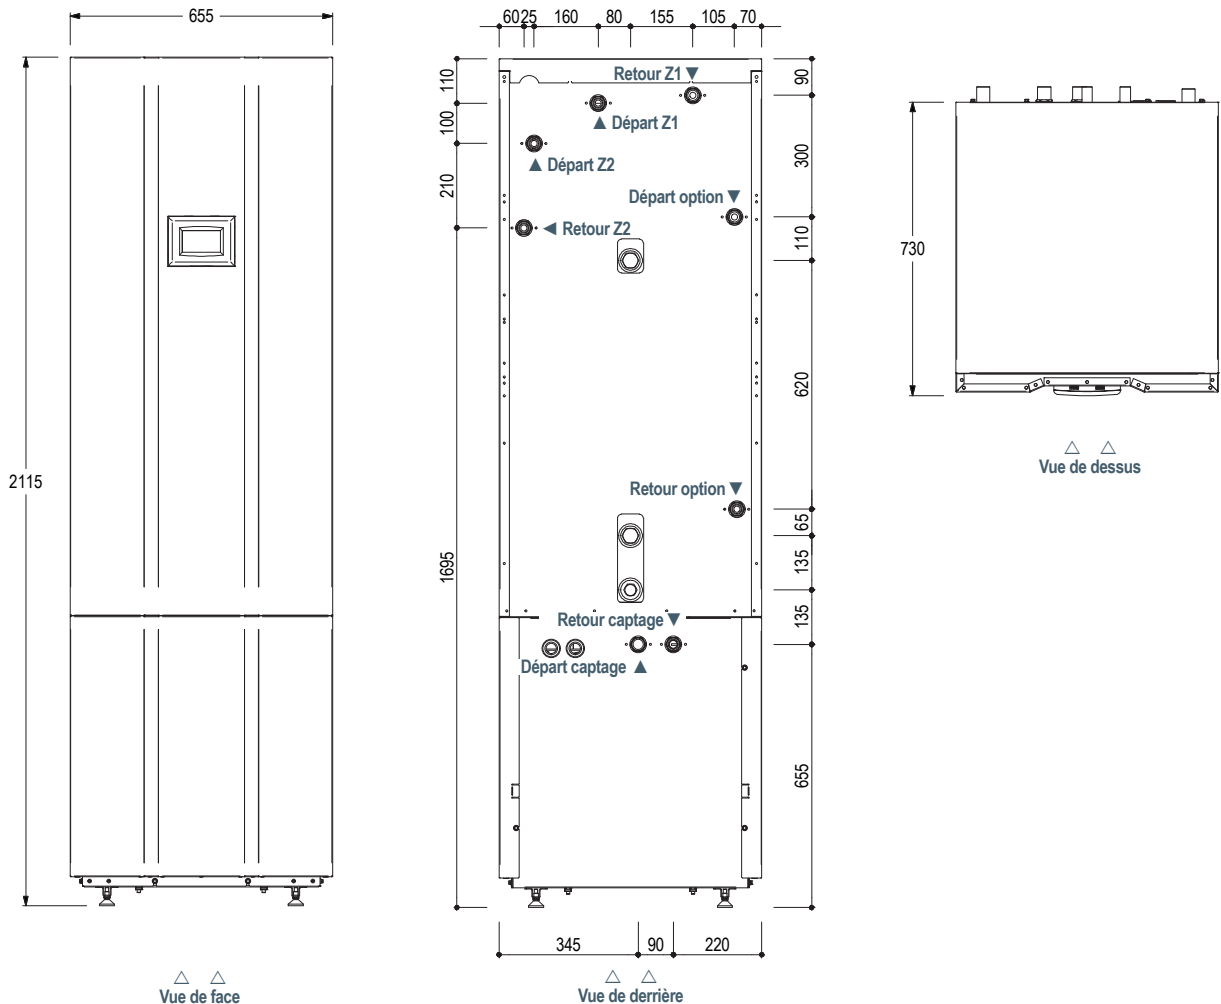 655
2115
Vue de face
60 25 160 80 155 105 70
110
100
210
1695
Retour Z1
Départ Z1
Départ Z2
Départ option
Retour Z2
Retour option
Retour captage
Départ captage
90
300
110
620
65
135
135
655
345 90 220
Vue de derrière
730
Vue de dessus